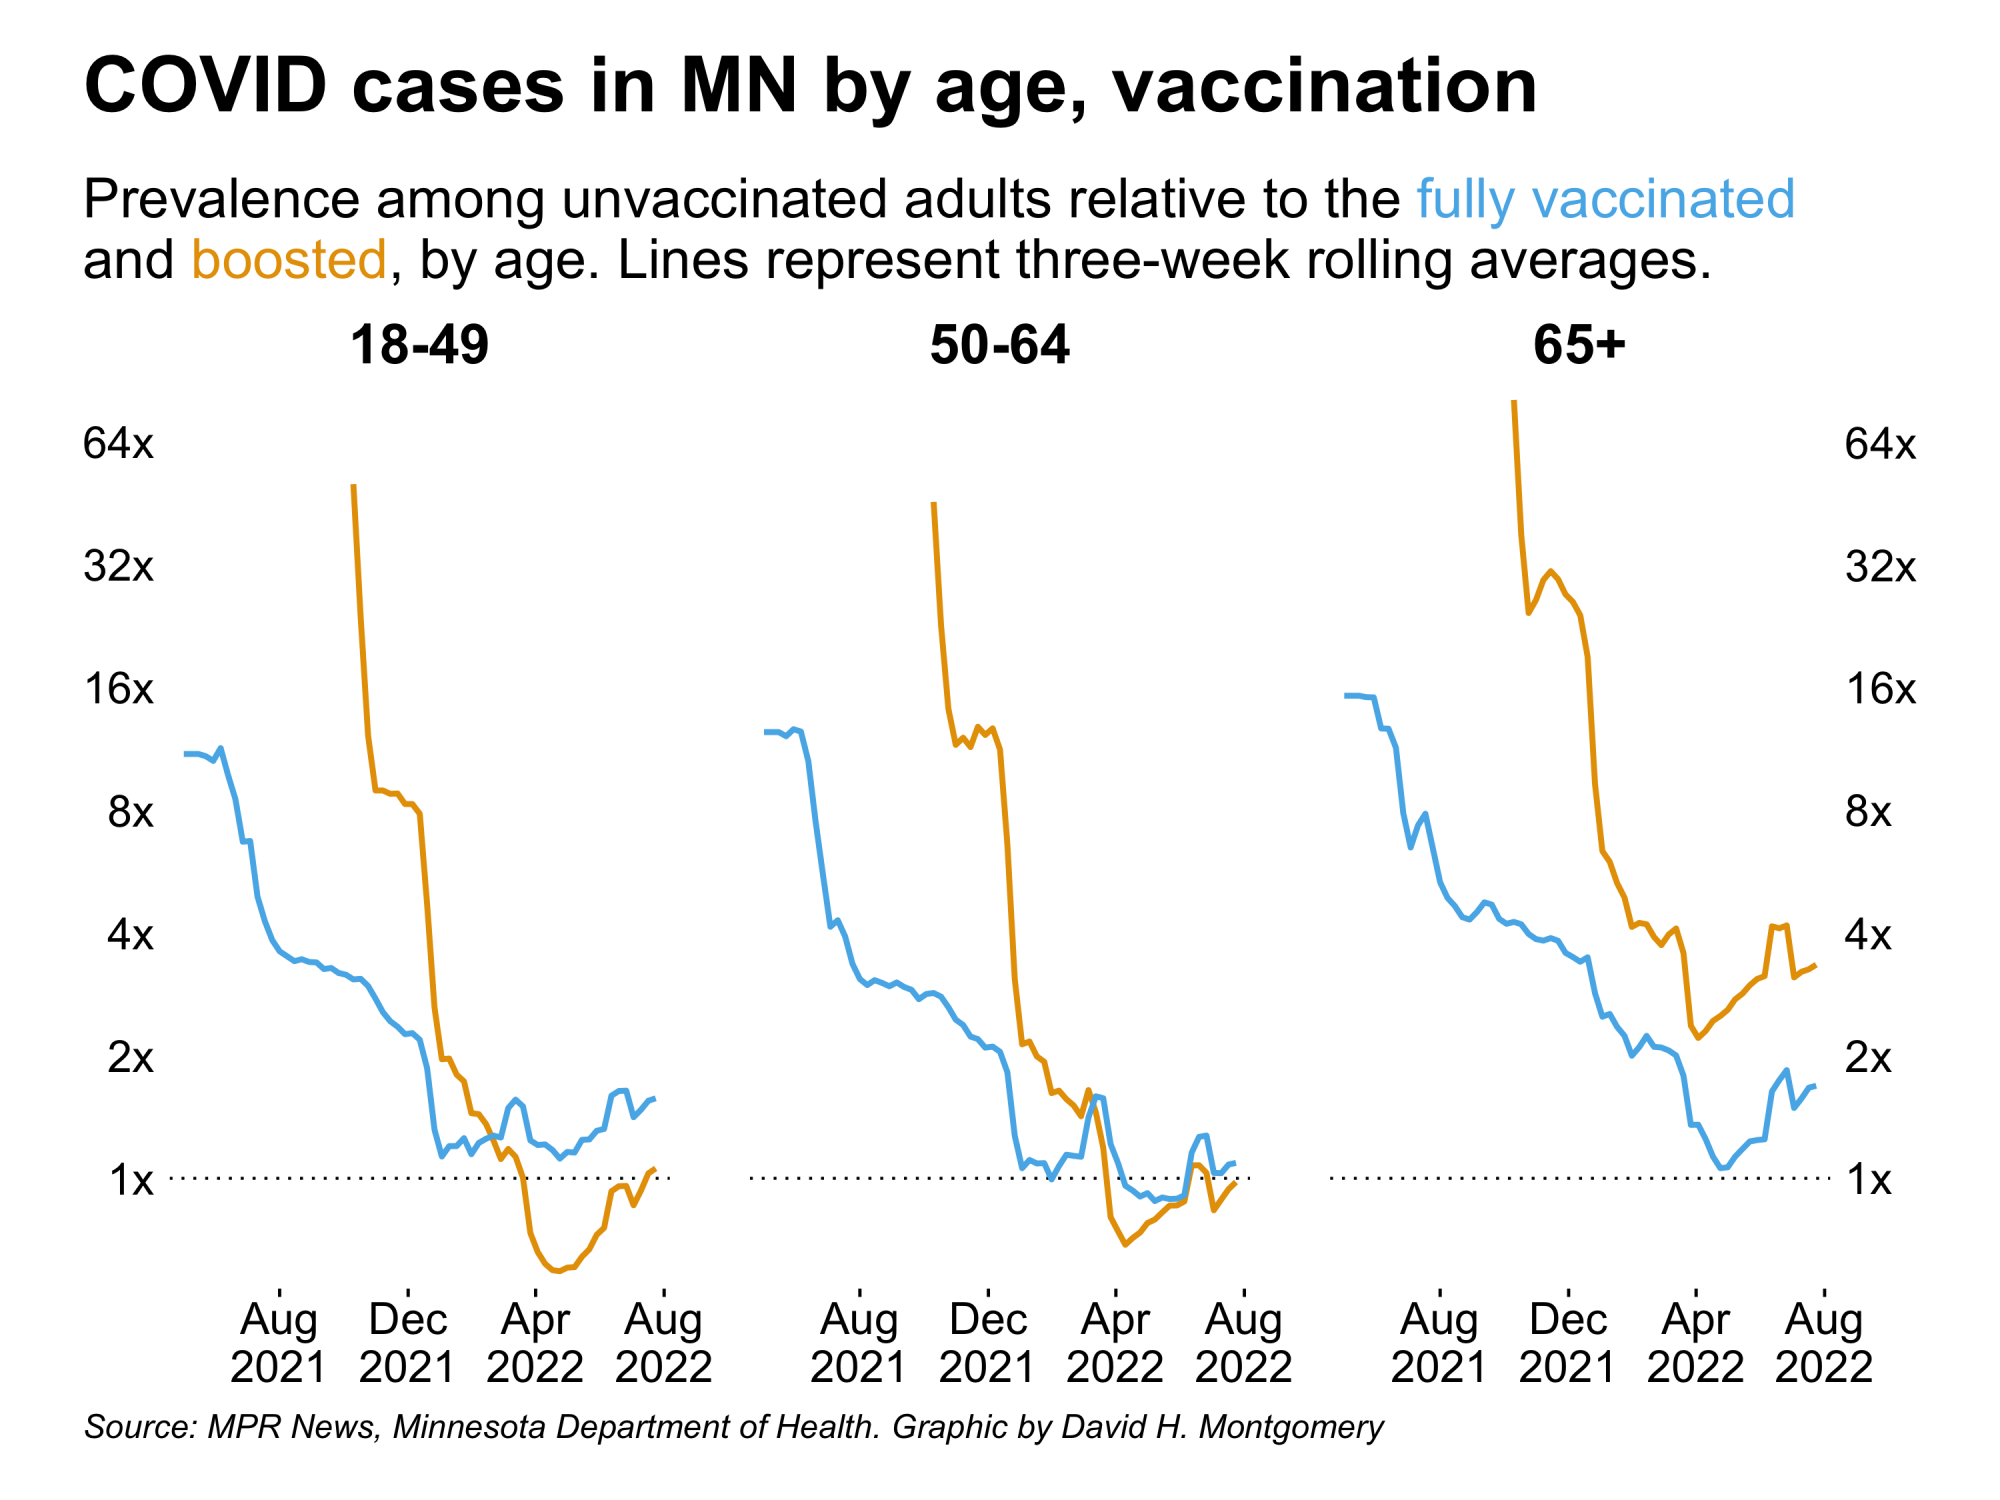 COVID cases in MN by age, vaccination
Prevalence among unvaccinated adults relative to the fully vaccinated
and boosted, by age. Lines represent three-week rolling averages.
18-49
50-64
65+
64x
32x
16x
8x
4x
2x
1x
64x
32x
16x
8x
4x
2x
1x
Aug Dec Apr Aug
2021 2021 2022 2022
Aug Dec Apr Aug
2021 2021 2022 2022
Aug Dec Apr Aug
2021 2021 2022 2022
Source: MPR News, Minnesota Department of Health. Graphic by David H. Montgomery